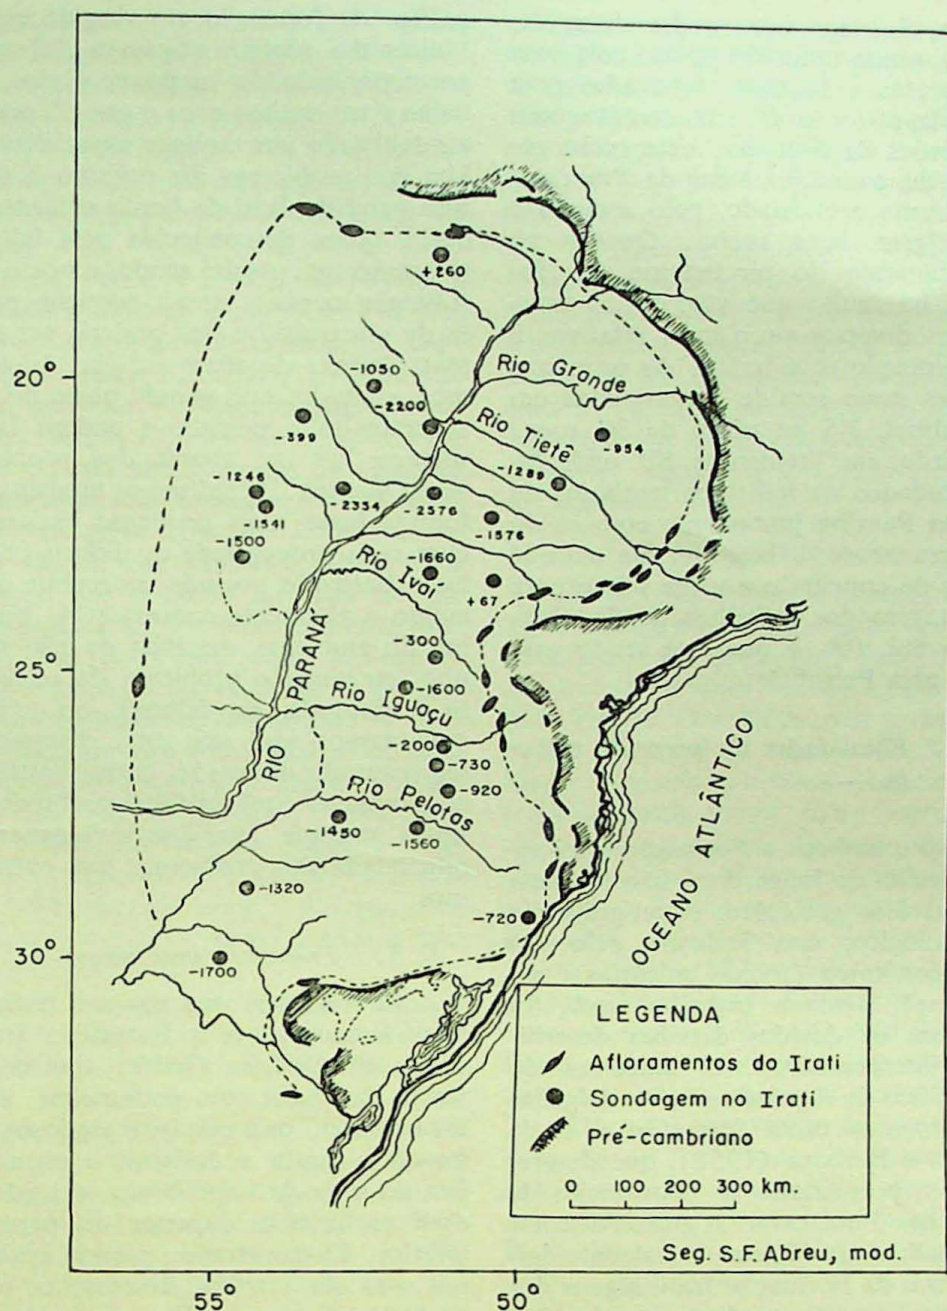 +260
20°
-1050
Rio Grande
-2200
-399
Rio Tietê
-954
-1289
-1246
-2354
-2576
-1541
-1576
-1500
-1660
Rio Ivaí
+67
-300
25°
PARANÁ
-1600
Rio Iguaçu
-200
RIO
-730
-920
Rio Pelotas
-1450
-1560
OCEANO ATLÂNTICO
-1320
-720
30°
-1700
LEGENDA
Afloramentos do Irati
Sondagem no Irati
Pré-cambriano
0 100 200 300 km.
Seg. S.F. Abreu, mod.
55° 50°